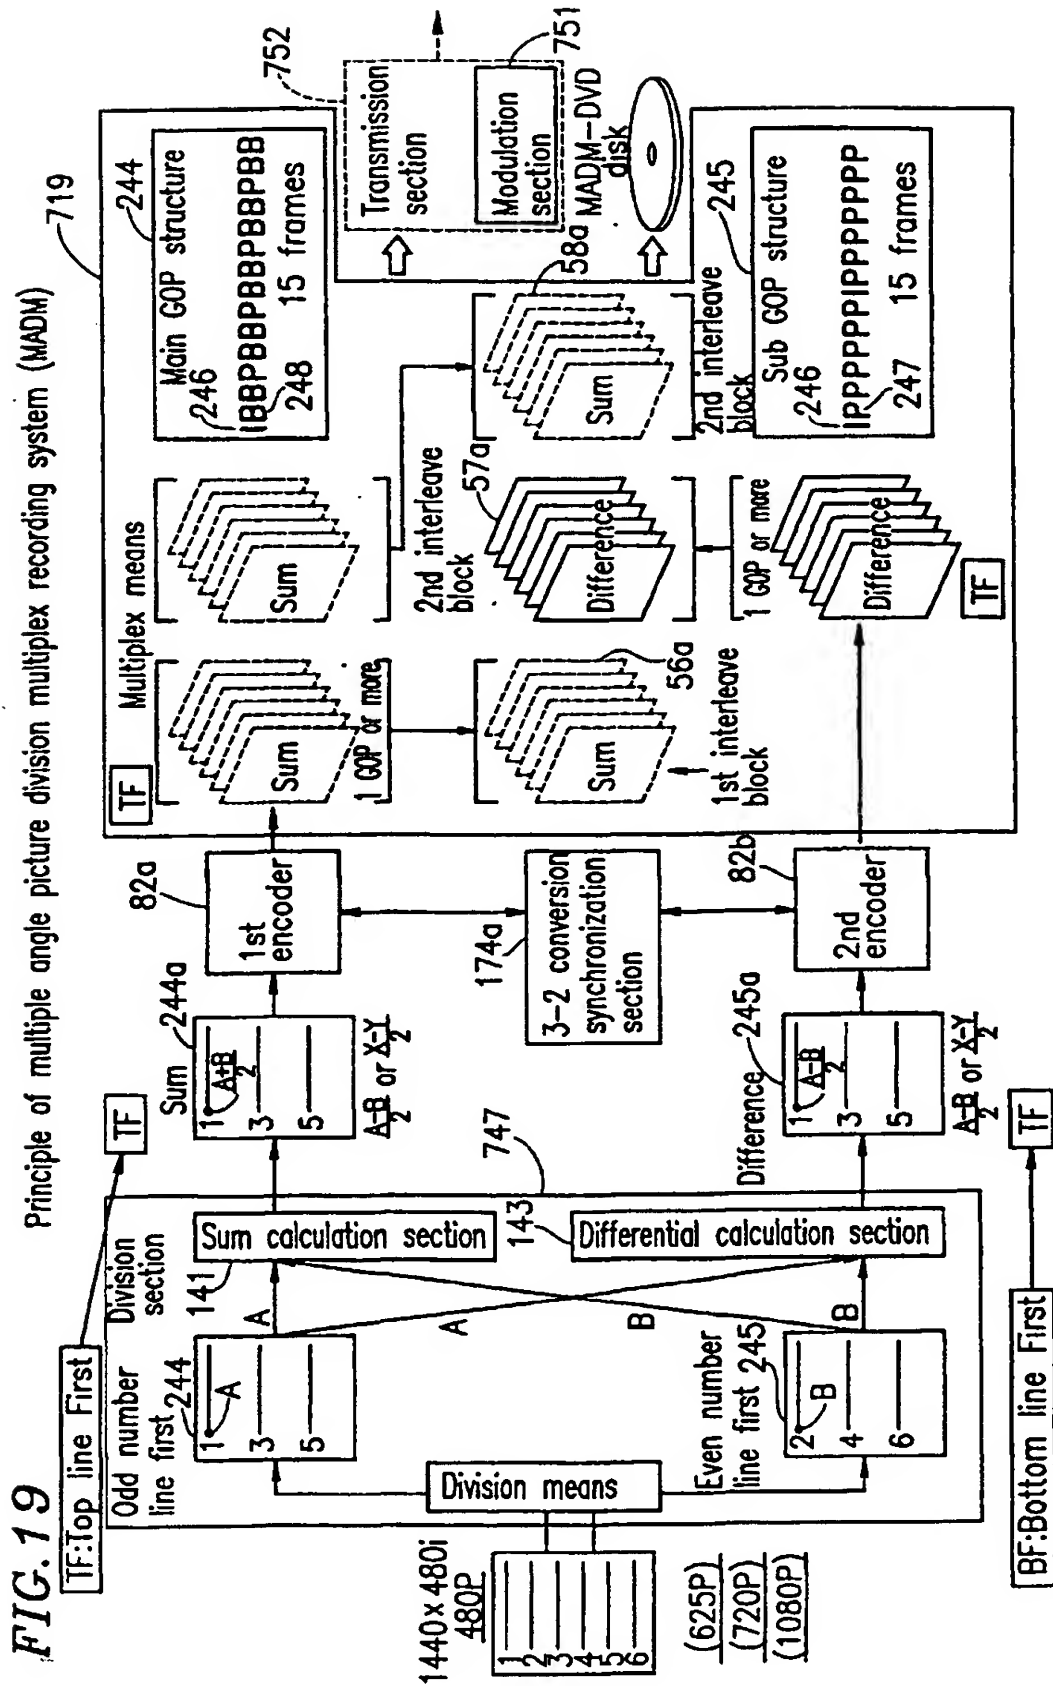 FIG.19
Principle of multiple angle picture division multiplex recording system (MADM)
TF:Top line First
TF
1440×480i
480P
1
2
3
4
5
6
(625P)
(720P)
(1080P)
Division means
Odd number
line first
244
1
A
3
5
Even number
line first
245
2
B
4
6
Division
section
141
A
A
B
B
Sum calculation section
143
Differential calculation section
747
Sum
244a
1
A+B
2
3
5
A-B
2
or
X-Y
2
Difference
245a
1
A-B
2
3
5
A-B
2
or
X-Y
2
BF:Bottom line First
TF
82a
1st
encoder
174a
3-2 conversion
synchronization
section
82b
2nd
encoder
719
Multiplex means
TF
Sum
1 GOP or more
Sum
56a
1st interleave
block
Sum
2nd interleave
block
57a
Difference
1 GOP or more
Difference
TF
58a
Sum
2nd interleave
block
244
Main GOP structure
246
IBBPBBPBBPBBPBB
248
15 frames
752
Transmission
section
751
Modulation
section
MADM-DVD
disk
245
Sub GOP structure
246
IPPPPPPIPPPPPP
247
15 frames